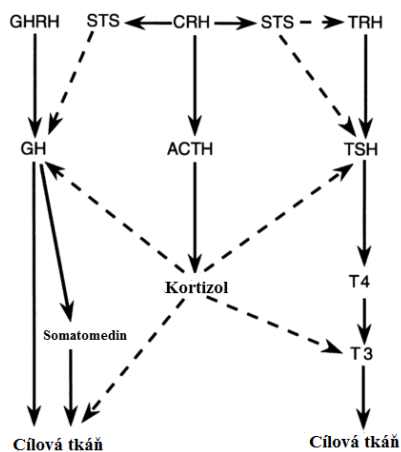 GHRH STS CRH STS TRH
GH ACTH TSH
Kortizol T4
Somatomedin T3
Cílová tkáň Cílová tkáň